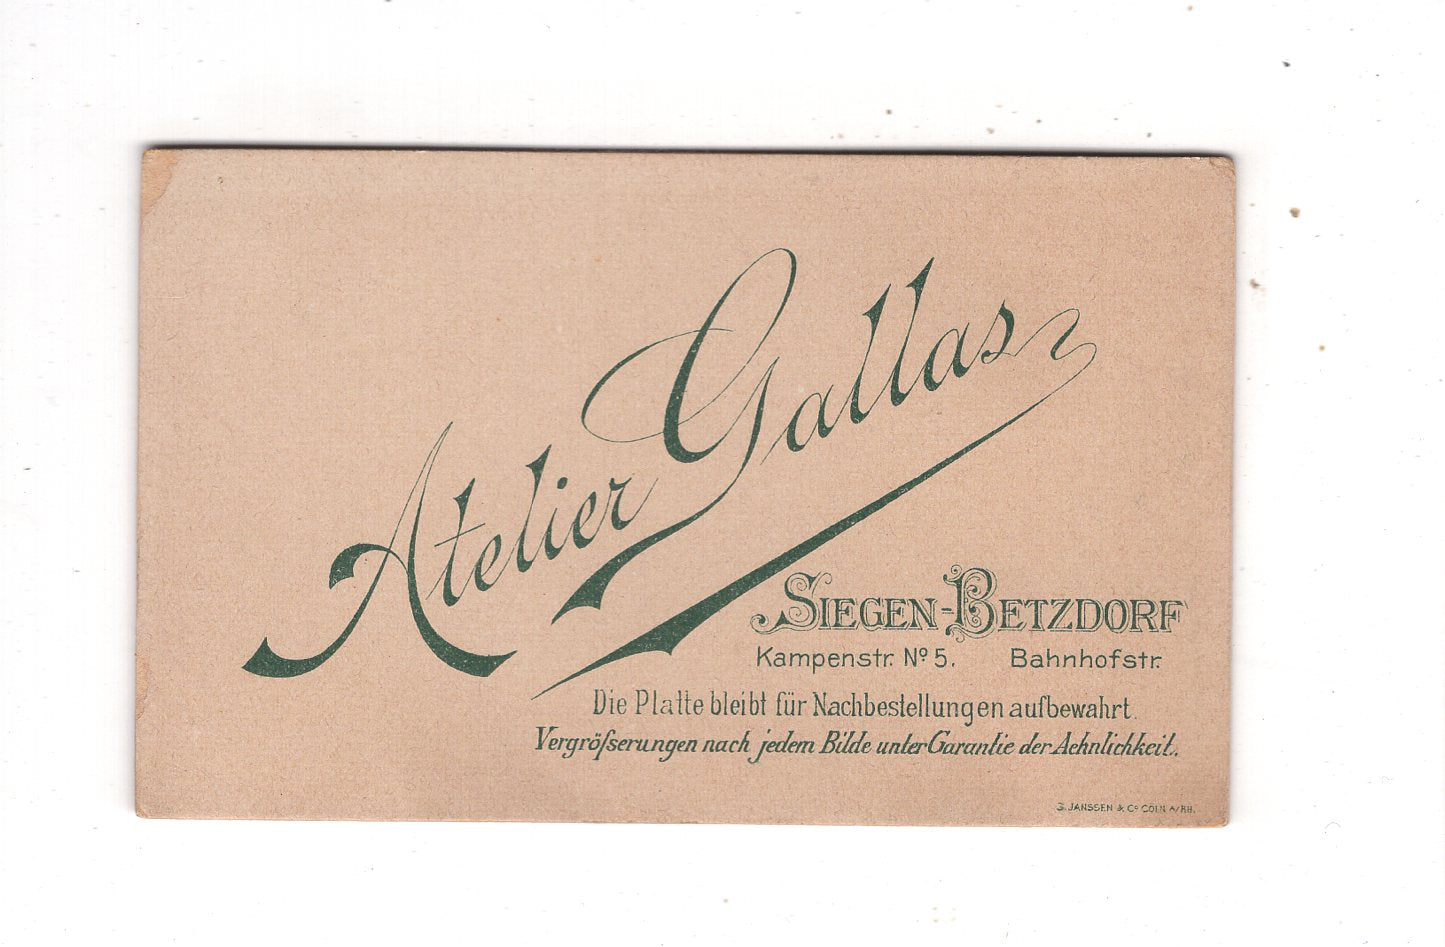 Atelier Gallas
SIEGEN-BETZDORF
Kampenstr. No 5. Bahnhofstr.
Die Platte bleibt für Nachbestellungen aufbewahrt.
Vergröſserungen nach jedem Bilde unter Garantie der Aehnlichkeit.
JANSSEN & Co CÖLN A/RH.